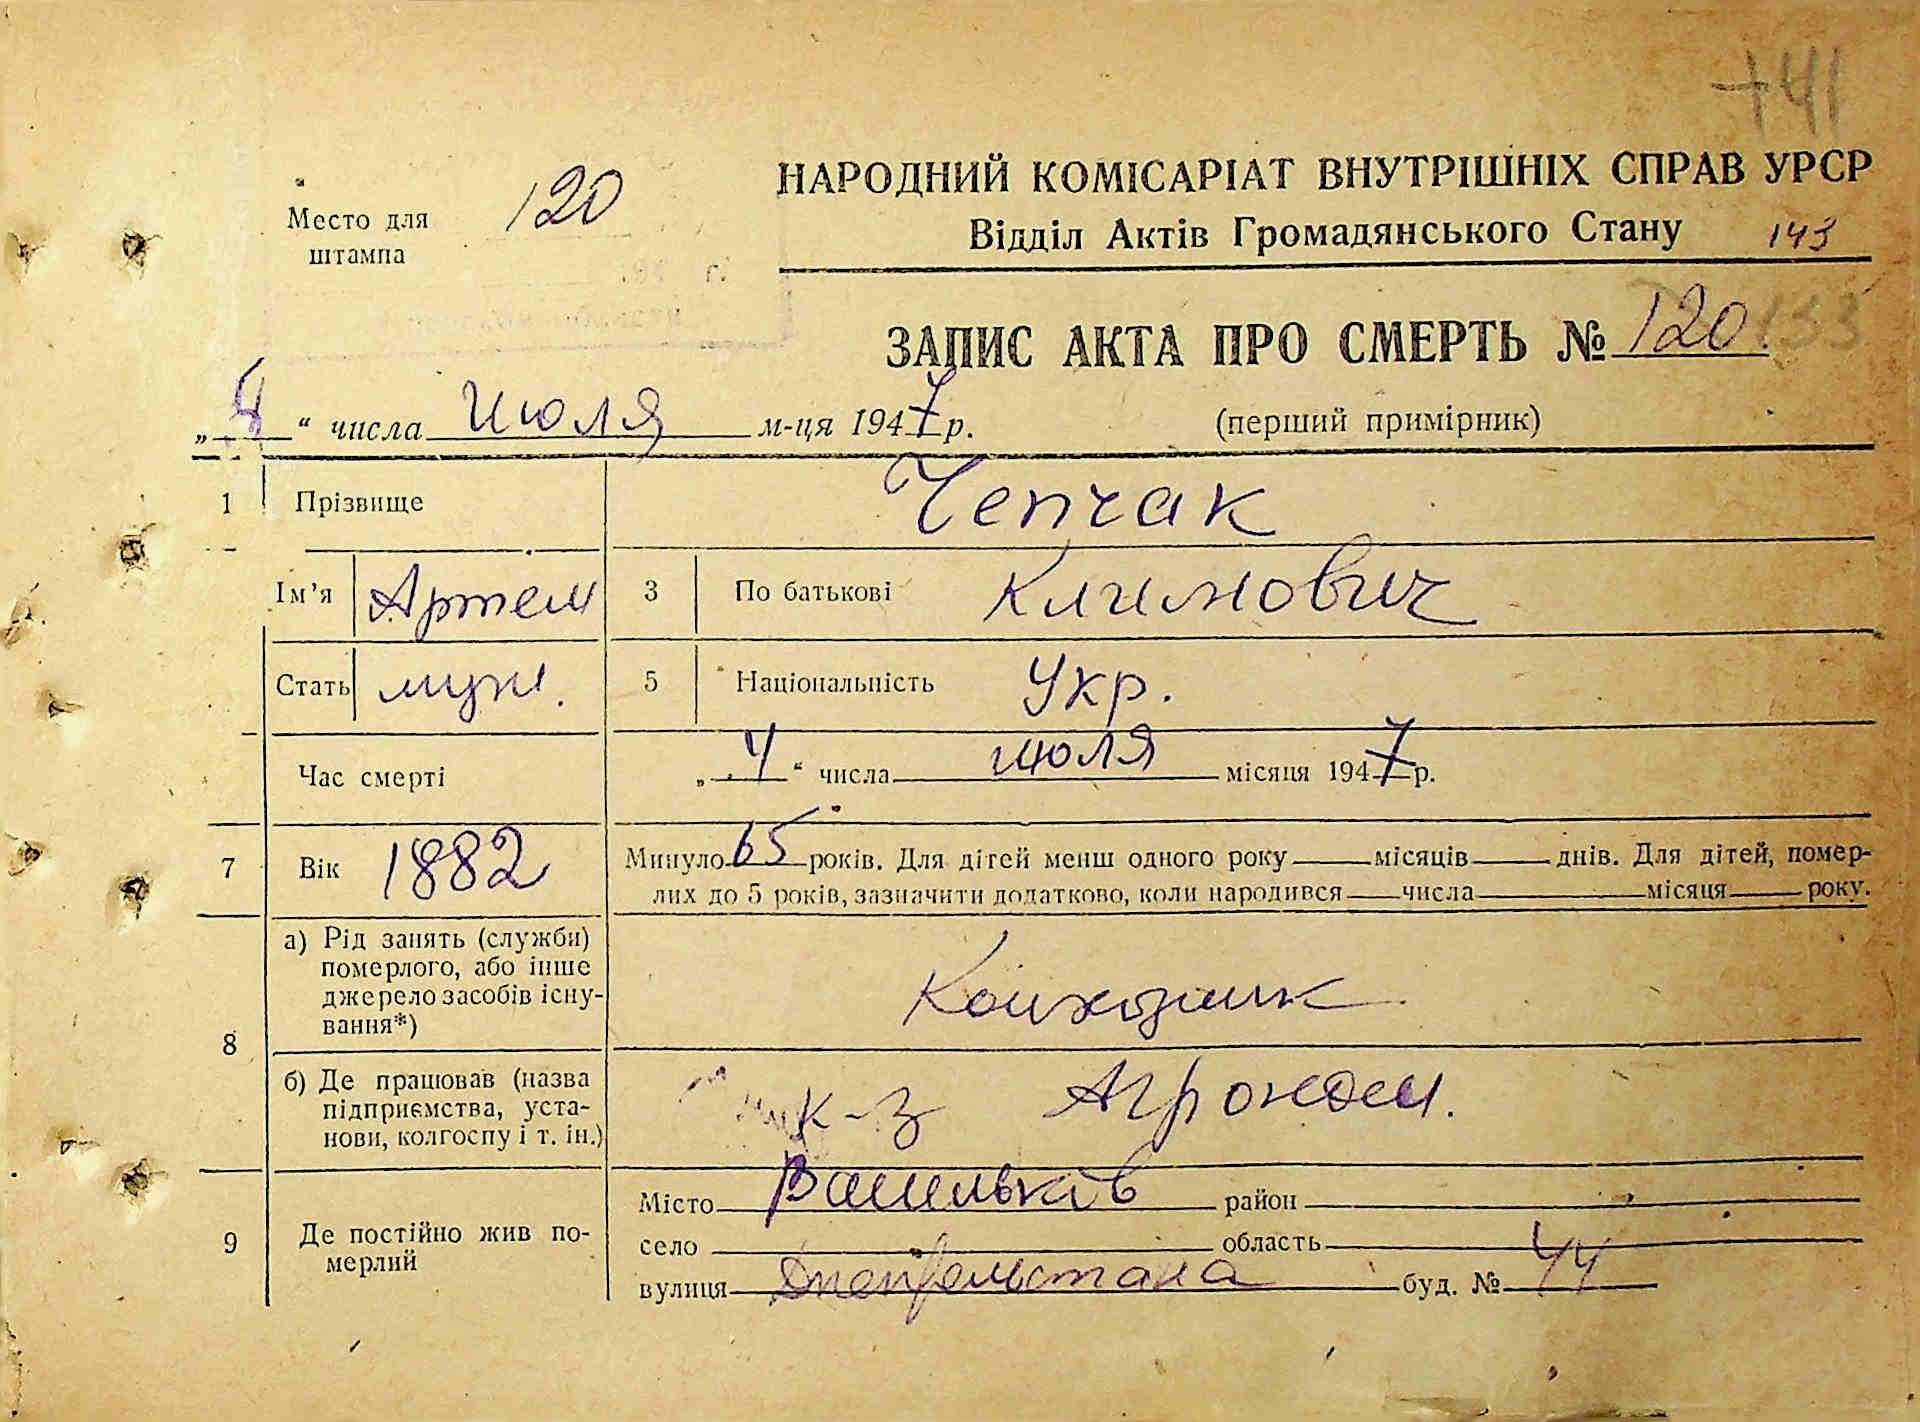 741
Место для
штампа
120
НАРОДНИЙ КОМІСАРІАТ ВНУТРІШНІХ СПРАВ УРСР
Відділ Актів Громадянського Стану 143
ЗАПИС АКТА ПРО СМЕРТЬ № 120 133
„ 4 “ числа июля м-ця 1947 р. (перший примірник)
1 Прізвище Чепчак
Ім’я Артем 3 По батькові Климович
Стать муж. 5 Національність Укр.
Час смерті „ 4 “ числа июля місяця 1947 р.
7 Вік 1882 Минуло 65 років. Для дітей менш одного року місяців днів. Для дітей, помер-
лих до 5 років, зазначити додатково, коли народився числа місяця року.
8 а) Рід занять (служби)
померлого, або інше
джерело засобів існу-
вання*)
Колхозник
б) Де працював (назва
підприємства, уста-
нови, колгоспу і т. ін.)
к-з
9 Де постійно жив по-
мерлий
Місто Васильків район
село область
вулиця буд. № 44